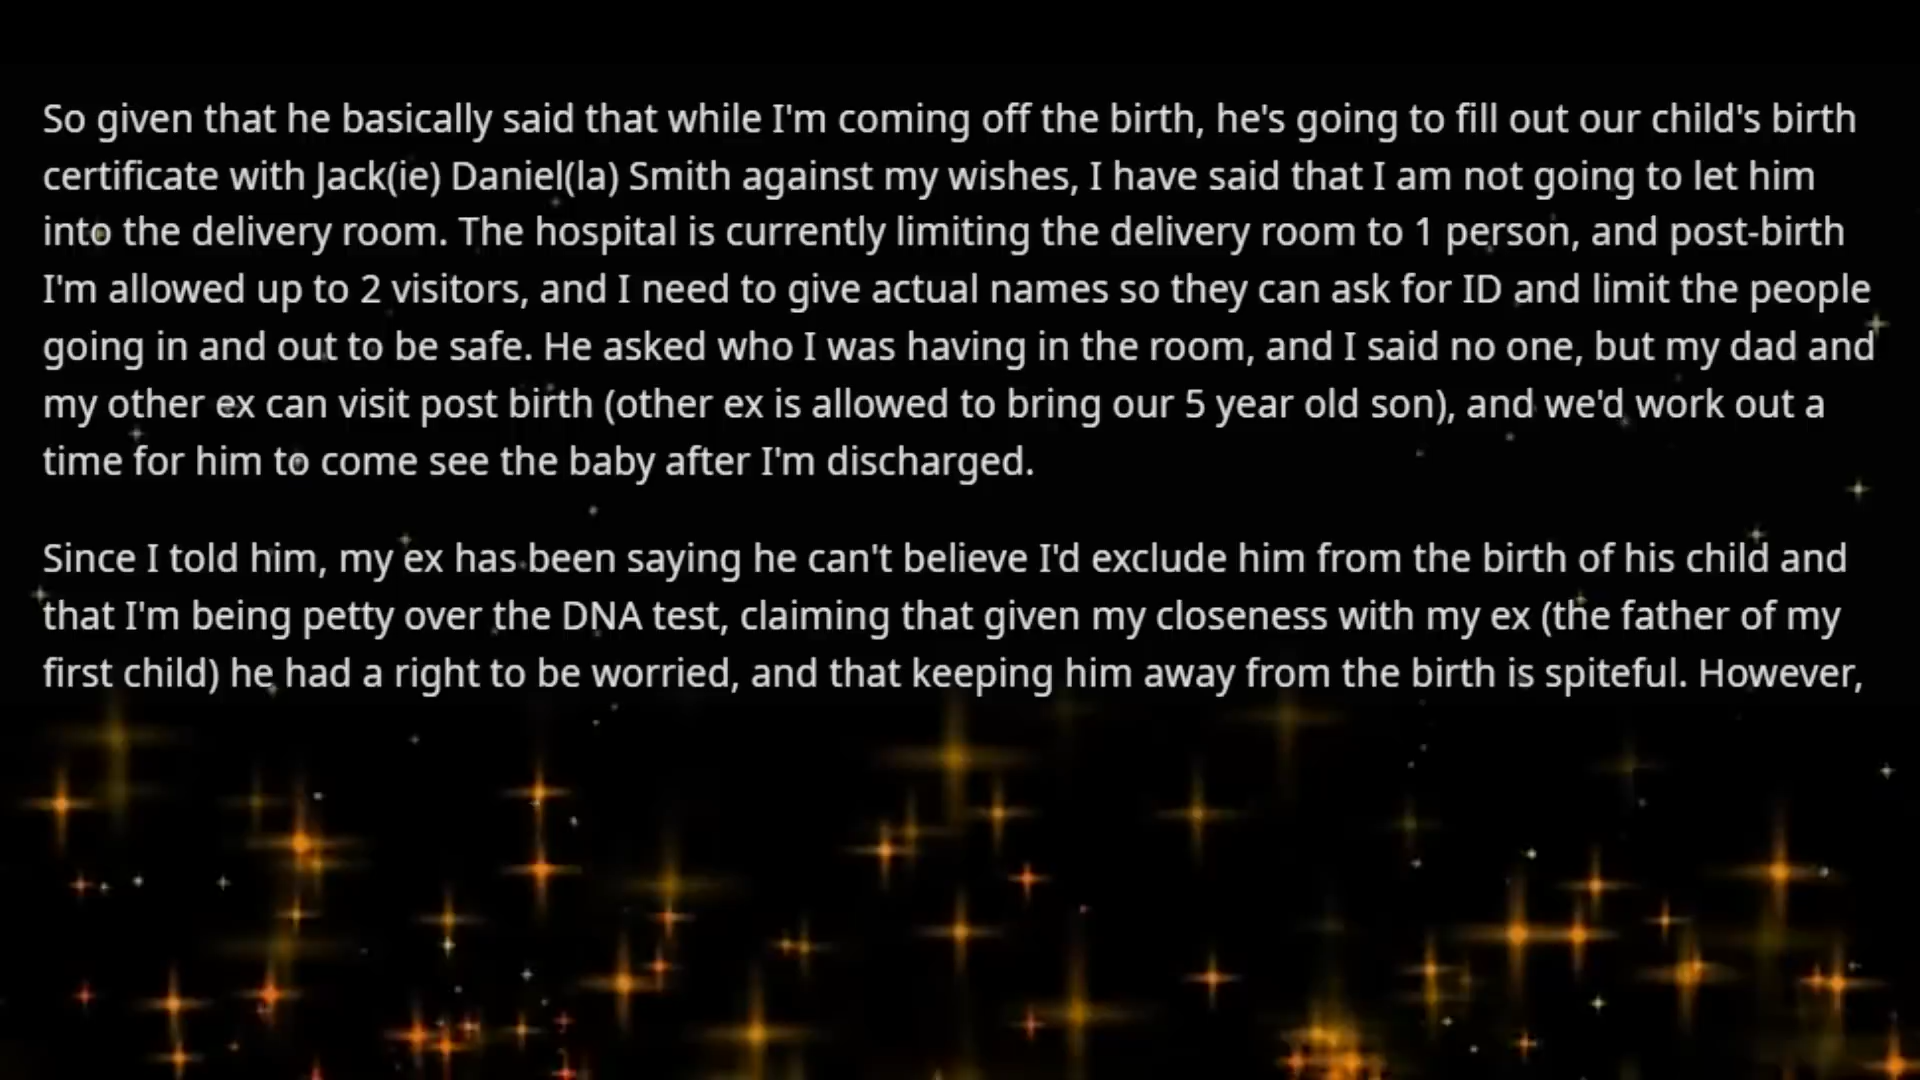 So given that he basically said that while I'm coming off the birth, he's going to fill out our child's birth
certificate with Jack(ie) Daniel(la) Smith against my wishes, I have said that I am not going to let him
into the delivery room. The hospital is currently limiting the delivery room to 1 person, and post-birth
I'm allowed up to 2 visitors, and I need to give actual names so they can ask for ID and limit the people
going in and out to be safe. He asked who I was having in the room, and I said no one, but my dad and
my other ex can visit post birth (other ex is allowed to bring our 5 year old son), and we'd work out a
time for him to come see the baby after I'm discharged.
Since I told him, my ex has been saying he can't believe I'd exclude him from the birth of his child and
that I'm being petty over the DNA test, claiming that given my closeness with my ex (the father of my
first child) he had a right to be worried, and that keeping him away from the birth is spiteful. However,